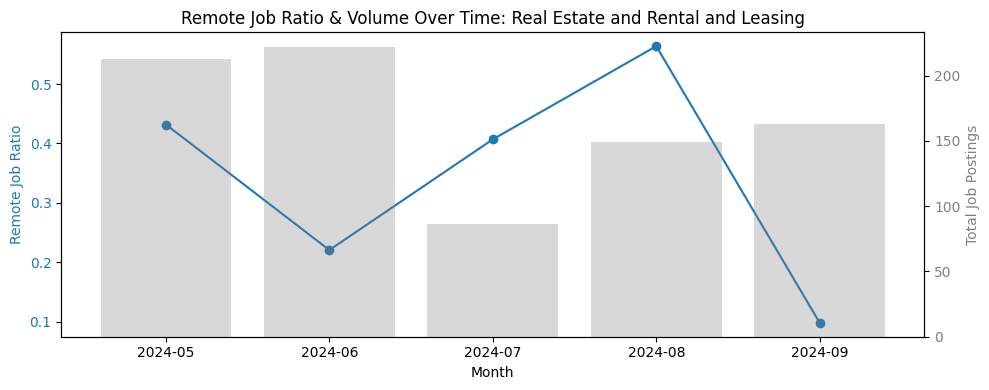 Remote Job Ratio & Volume Over Time: Real Estate and Rental and Leasing
Remote Job Ratio
0.5
0.4
0.3
0.2
0.1
200
150
100
50
0
Total Job Postings
2024-05 2024-06 2024-07 2024-08 2024-09
Month